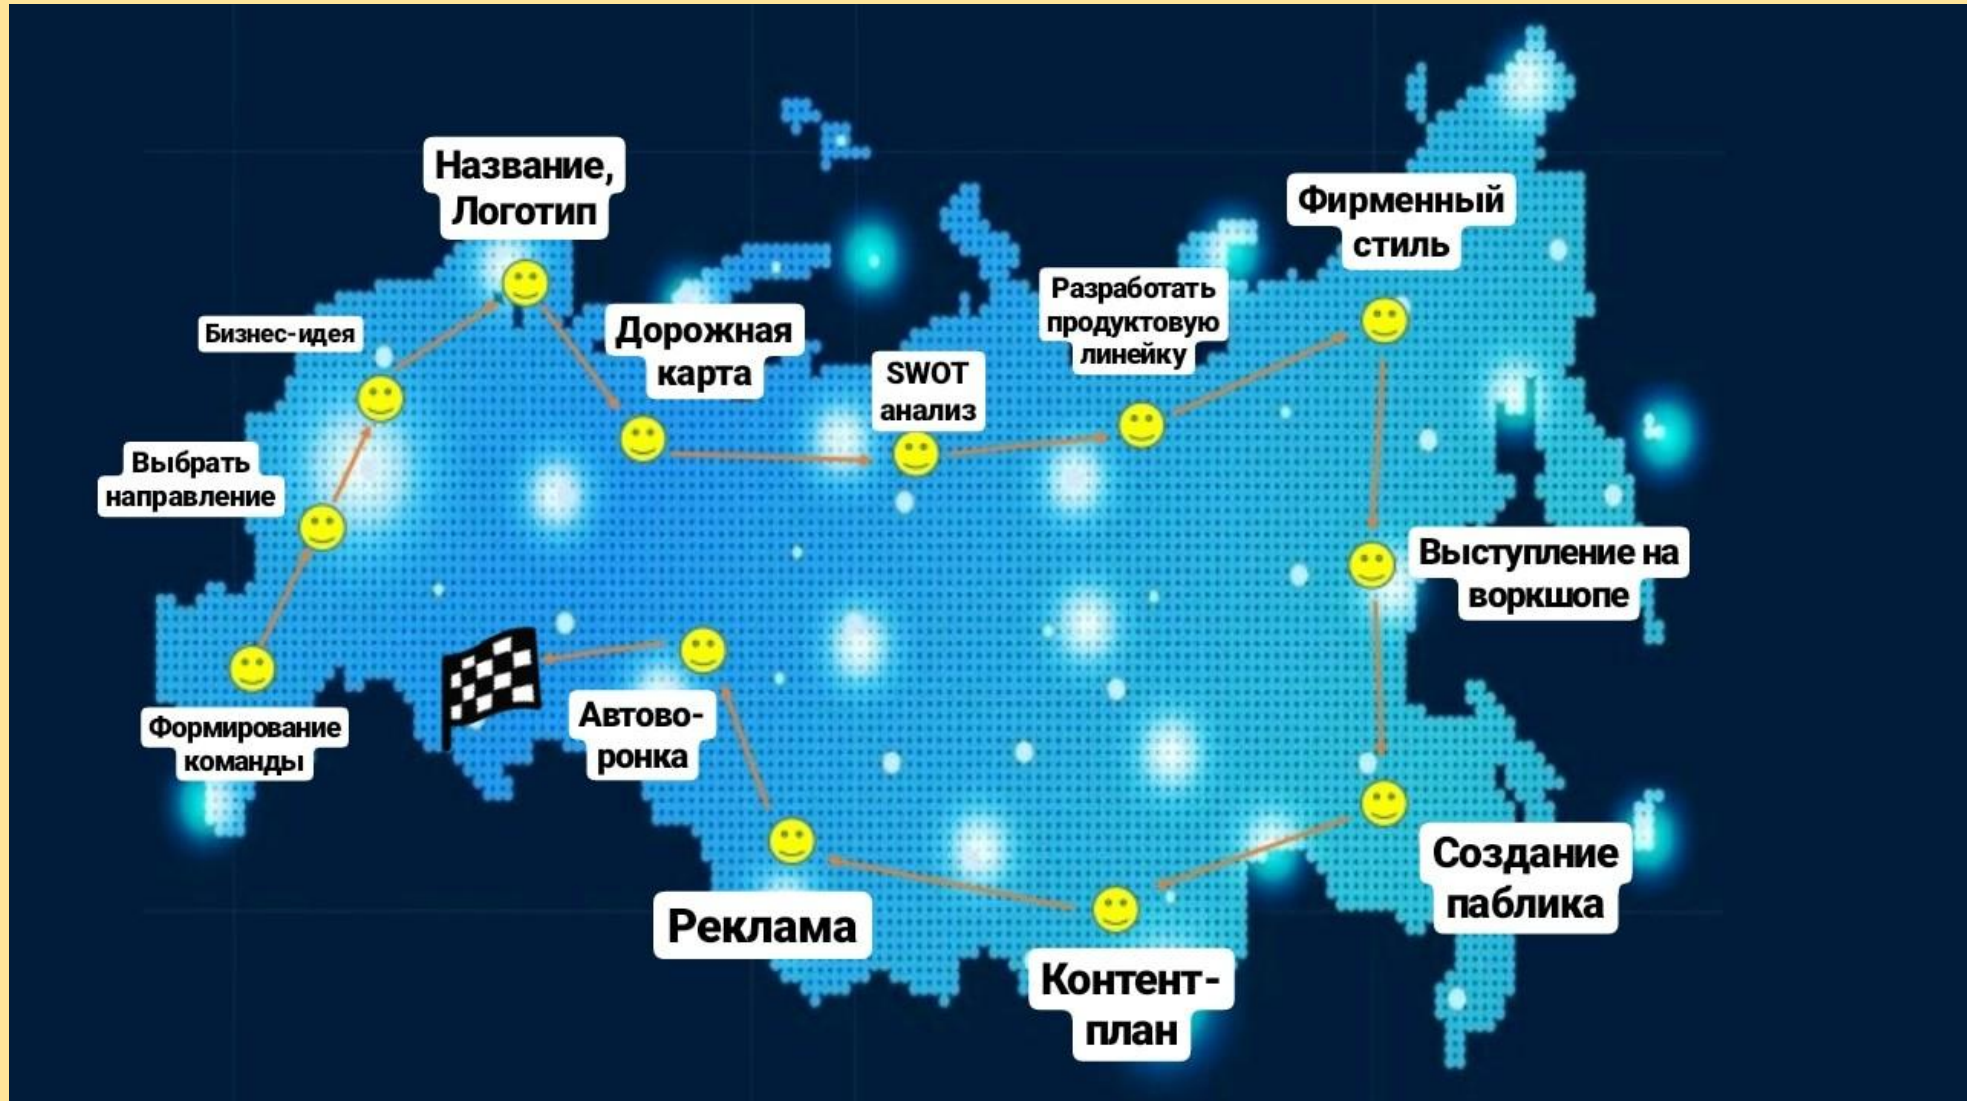 Название,
Логотип
Фирменный
стиль
Бизнес-идея
Дорожная
карта
Разработать
продуктовую
линейку
SWOT
анализ
Выбрать
направление
Выступление на
воркшопе
Формирование
команды
Автово-
ронка
Создание
паблика
Реклама
Контент-
план